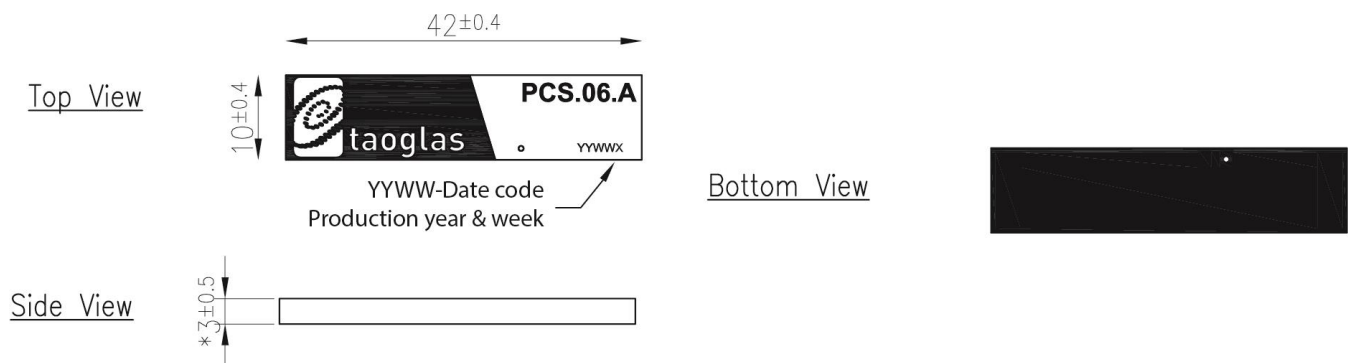 42±0.4
Top View
10±0.4
PCS.06.A
taoglas
YYWWX
YYWW-Date code
Production year & week
Bottom View
Side View
*3±0.5